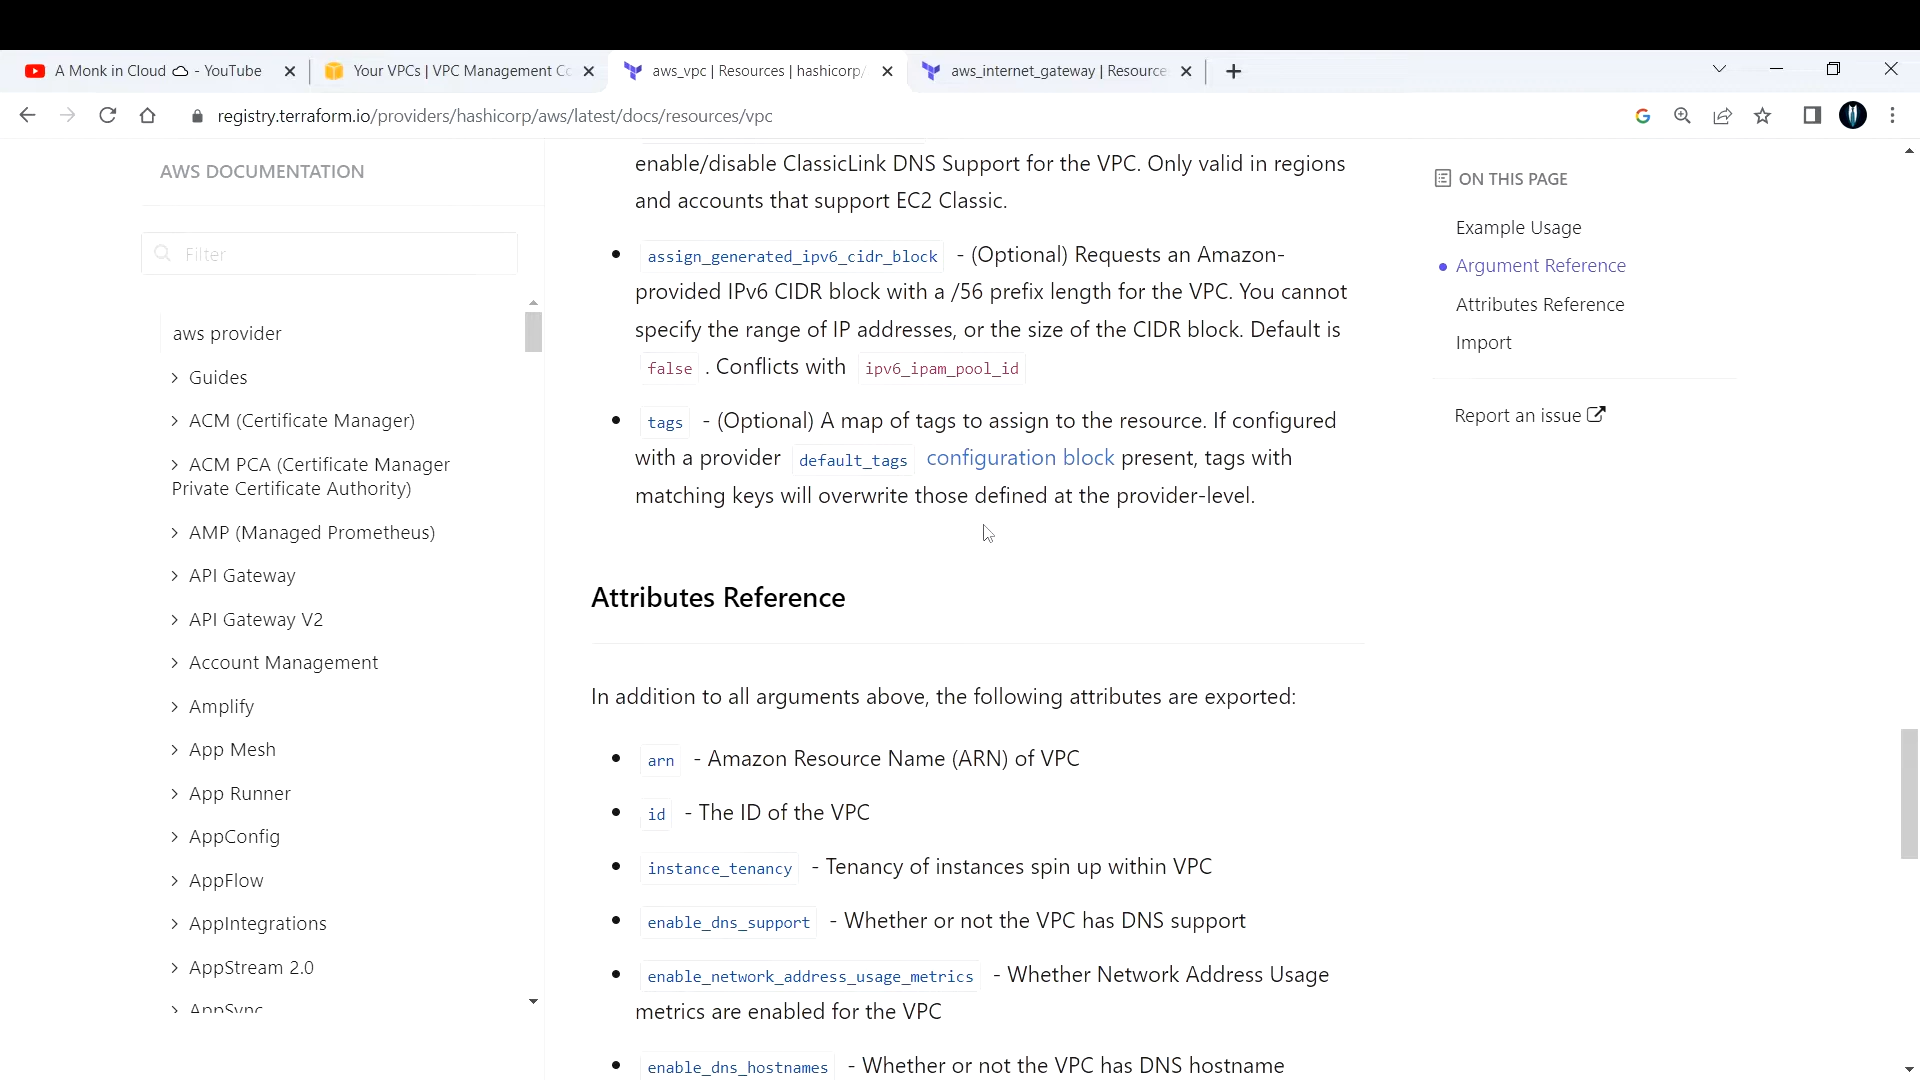 A Monk in Cloud - YouTube
Your VPCs | VPC Management Co
aws_vpc | Resources | hashicorp/
aws_internet_gateway | Resource
registry.terraform.io/providers/hashicorp/aws/latest/docs/resources/vpc
AWS DOCUMENTATION
Filter
aws provider
Guides
ACM (Certificate Manager)
ACM PCA (Certificate Manager
Private Certificate Authority)
AMP (Managed Prometheus)
API Gateway
API Gateway V2
Account Management
Amplify
App Mesh
App Runner
AppConfig
AppFlow
AppIntegrations
AppStream 2.0
AppSync
enable/disable ClassicLink DNS Support for the VPC. Only valid in regions
and accounts that support EC2 Classic.
assign_generated_ipv6_cidr_block - (Optional) Requests an Amazon-
provided IPv6 CIDR block with a /56 prefix length for the VPC. You cannot
specify the range of IP addresses, or the size of the CIDR block. Default is
false . Conflicts with ipv6_ipam_pool_id
tags - (Optional) A map of tags to assign to the resource. If configured
with a provider default_tags configuration block present, tags with
matching keys will overwrite those defined at the provider-level.
Attributes Reference
In addition to all arguments above, the following attributes are exported:
arn - Amazon Resource Name (ARN) of VPC
id - The ID of the VPC
instance_tenancy - Tenancy of instances spin up within VPC
enable_dns_support - Whether or not the VPC has DNS support
enable_network_address_usage_metrics - Whether Network Address Usage
metrics are enabled for the VPC
enable_dns_hostnames - Whether or not the VPC has DNS hostname
ON THIS PAGE
Example Usage
Argument Reference
Attributes Reference
Import
Report an issue